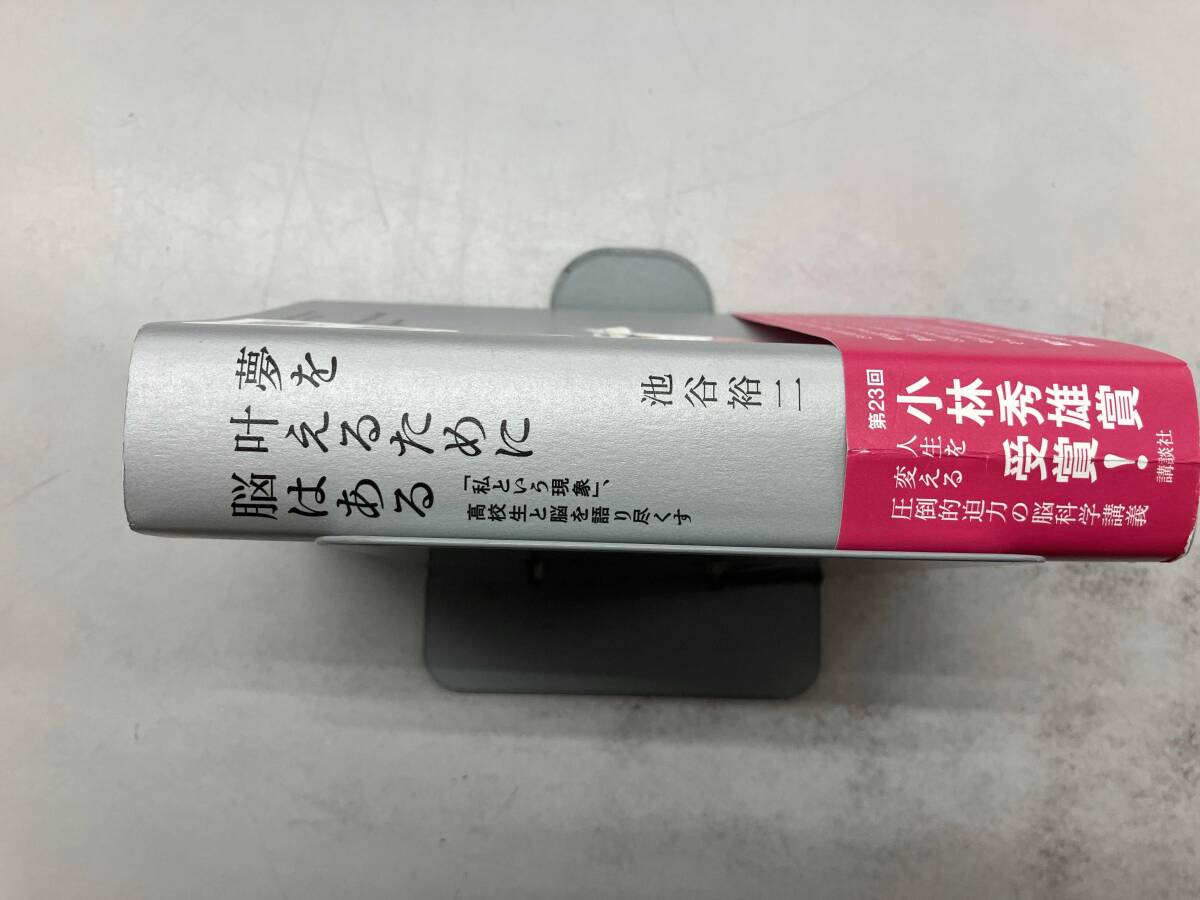 夢を
叶えるために
脳はある
「私という現象」、
高校生と脳を語り尽くす
池谷裕二
第23回
小林秀雄賞
受賞!
人生を
変える
圧倒的迫力の脳科学講義
講談社